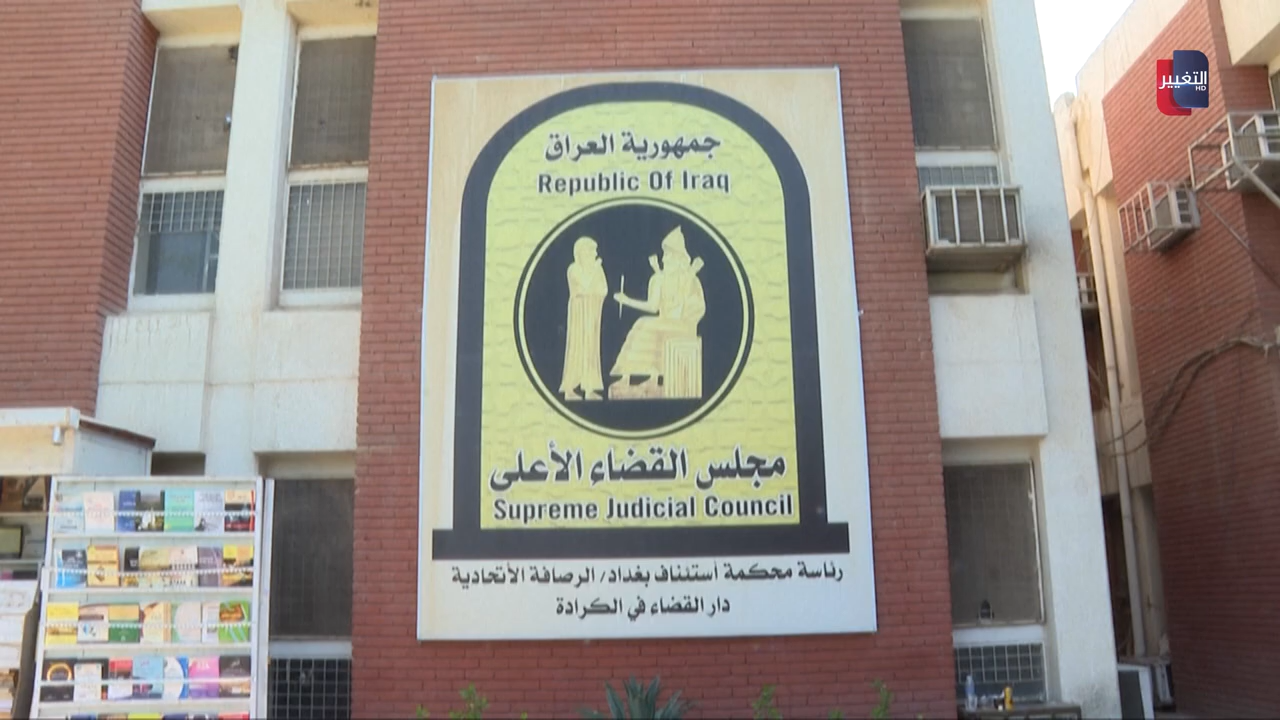 التغيير
HD
جمهورية العراق
Republic Of Iraq
مجلس القضاء الأعلى
Supreme Judicial Council
رئاسة محكمة أستئناف بغداد/ الرصافة الأتحادية
دار القضاء في الكرادة